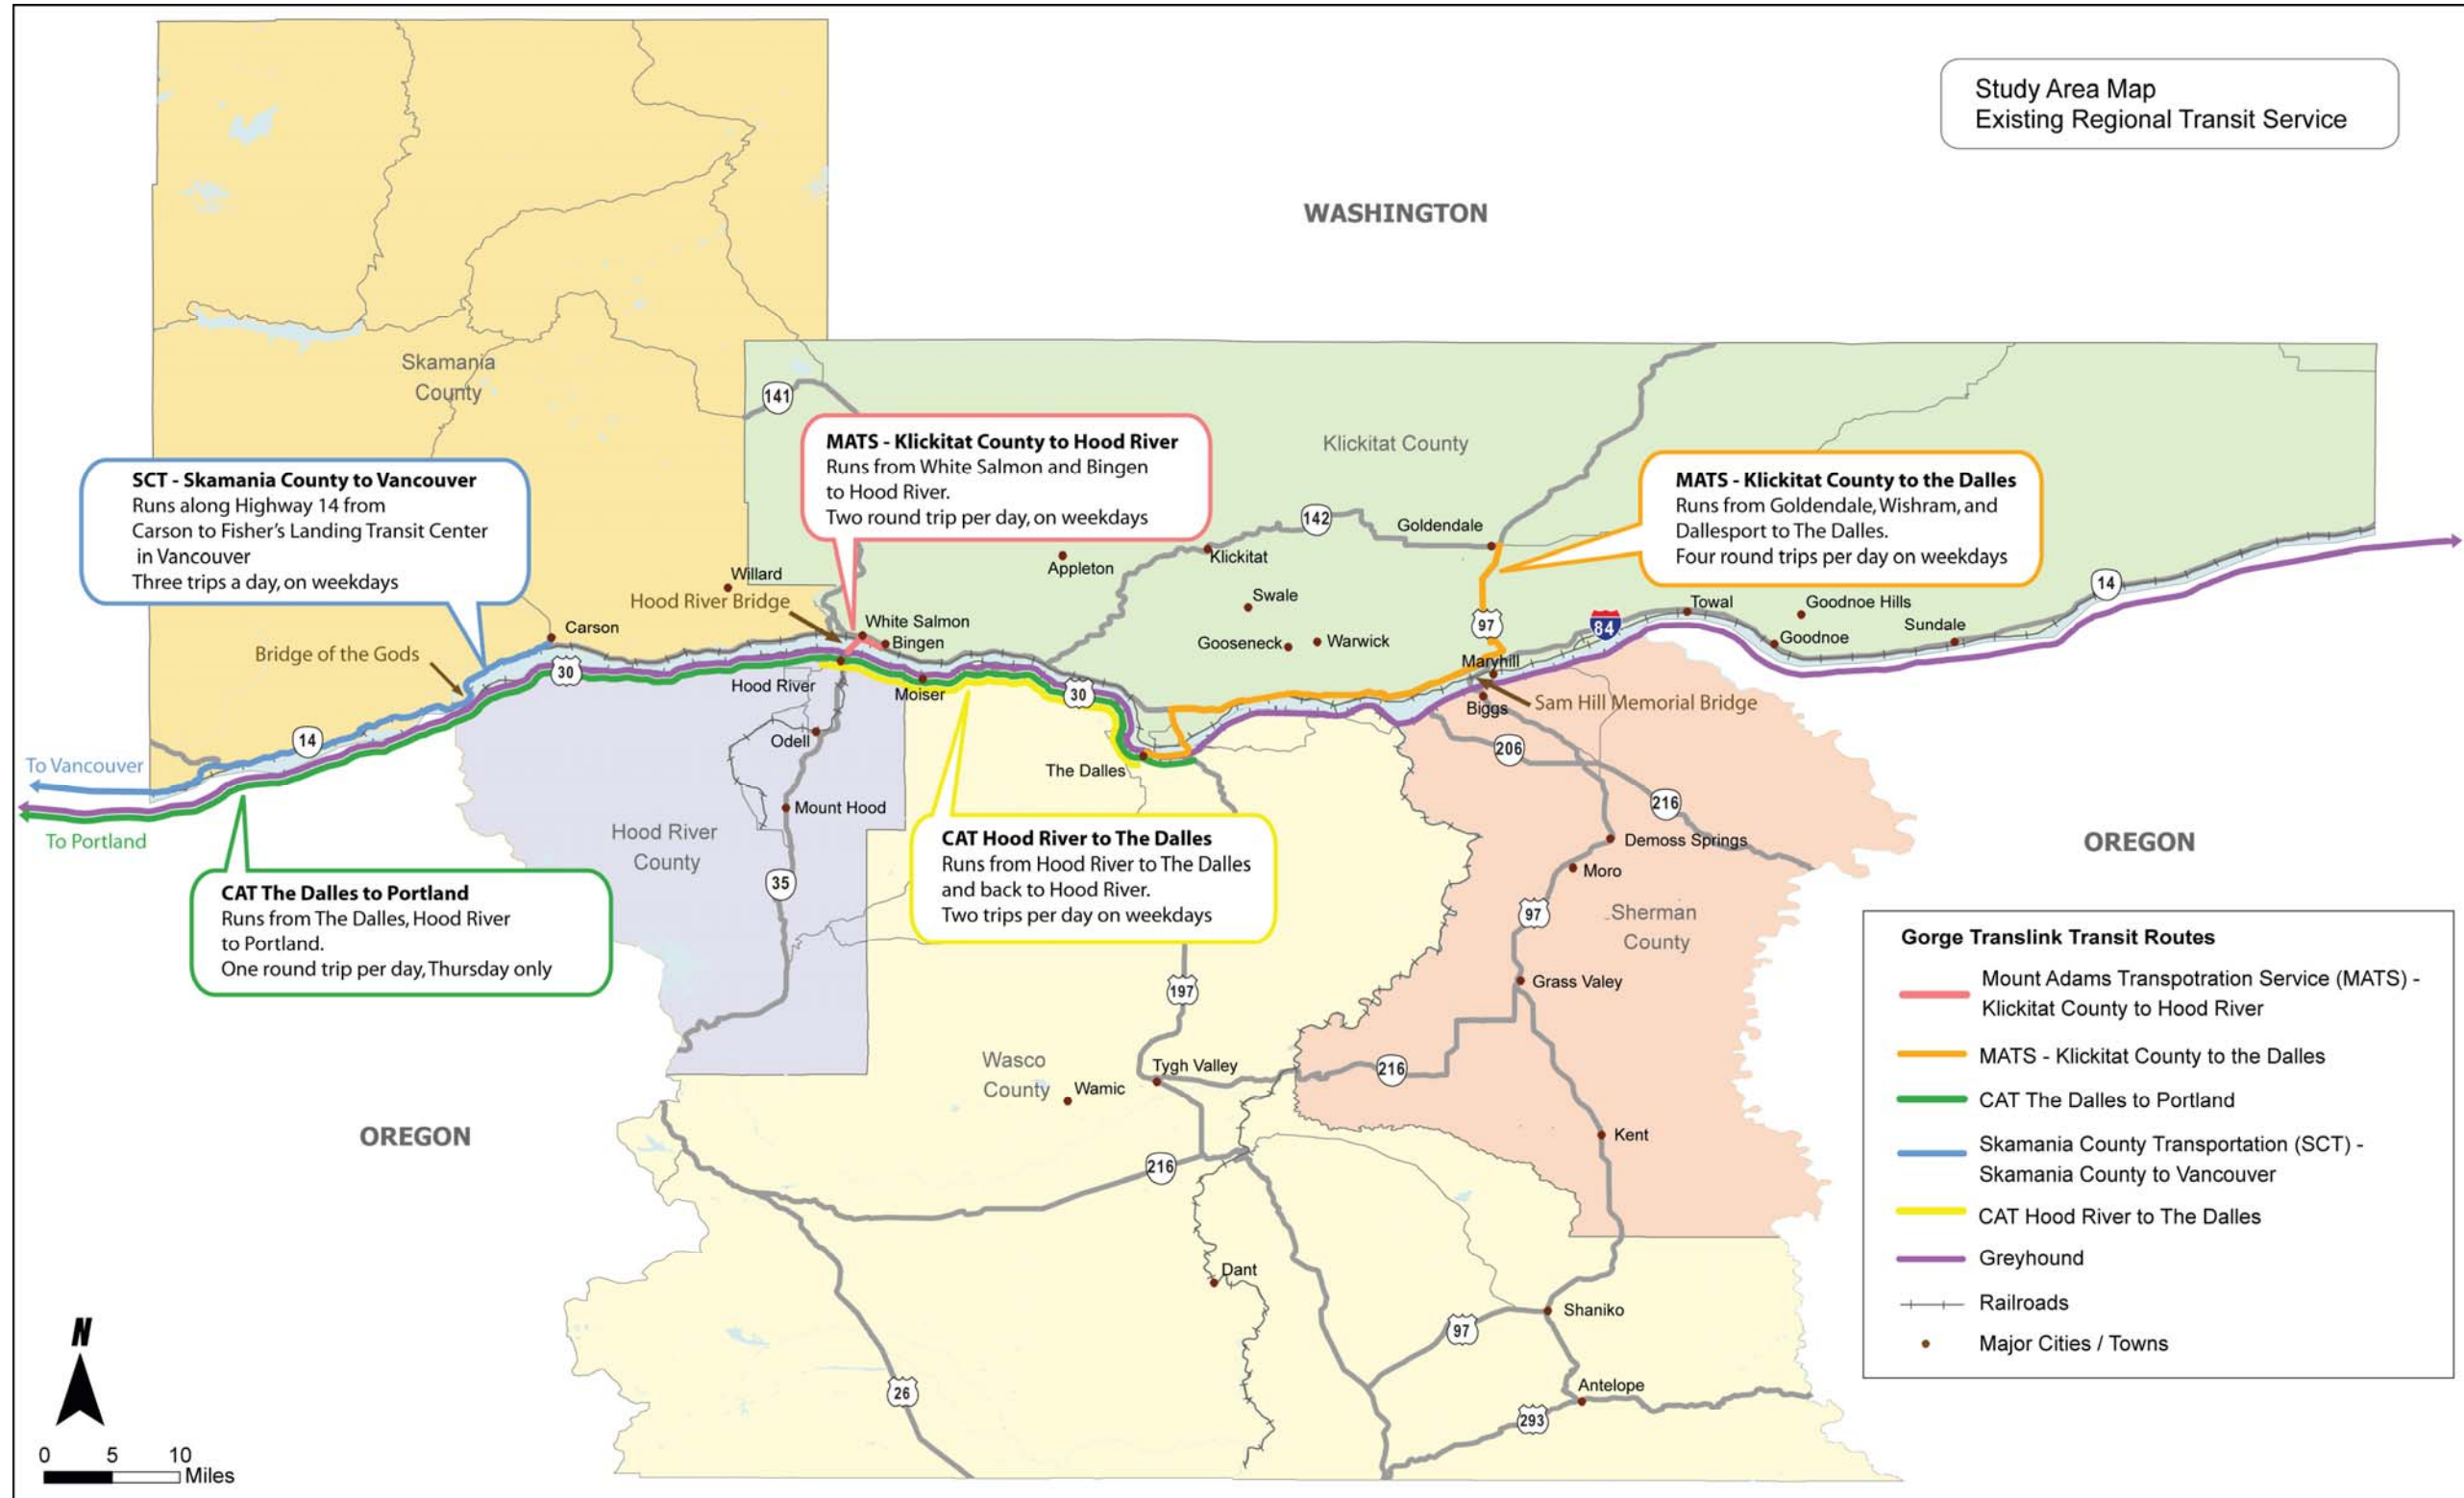 Study Area Map
Existing Regional Transit Service
WASHINGTON
Skamania
County
141
Klickitat County
MATS - Klickitat County to Hood River
Runs from White Salmon and Bingen
to Hood River.
Two round trip per day, on weekdays
SCT - Skamania County to Vancouver
Runs along Highway 14 from
Carson to Fisher's Landing Transit Center
in Vancouver
Three trips a day, on weekdays
MATS - Klickitat County to the Dalles
Runs from Goldendale, Wishram, and
Dallesport to The Dalles.
Four round trips per day on weekdays
142
Goldendale
Klickitat
Appleton
Willard
Hood River Bridge
Swale
White Salmon
Bingen
Gooseneck
Warwick
97
84
Towal
Goodnoe Hills
Goodnoe
Sundale
14
Carson
Bridge of the Gods
30
Hood River
Moiser
30
Maryhill
Biggs
Sam Hill Memorial Bridge
14
To Vancouver
To Portland
Odell
The Dalles
206
216
Mount Hood
Hood River
County
35
Demoss Springs
Moro
OREGON
CAT Hood River to The Dalles
Runs from Hood River to The Dalles
and back to Hood River.
Two trips per day on weekdays
CAT The Dalles to Portland
Runs from The Dalles, Hood River
to Portland.
One round trip per day, Thursday only
97
Sherman
County
Grass Valey
197
Wasco
County
Tygh Valley
Wamic
216
OREGON
Kent
216
Dant
Shaniko
97
26
Antelope
293
Gorge Translink Transit Routes
Mount Adams Transpotration Service (MATS) -
Klickitat County to Hood River
MATS - Klickitat County to the Dalles
CAT The Dalles to Portland
Skamania County Transportation (SCT) -
Skamania County to Vancouver
CAT Hood River to The Dalles
Greyhound
Railroads
Major Cities / Towns
N
0 5 10
Miles